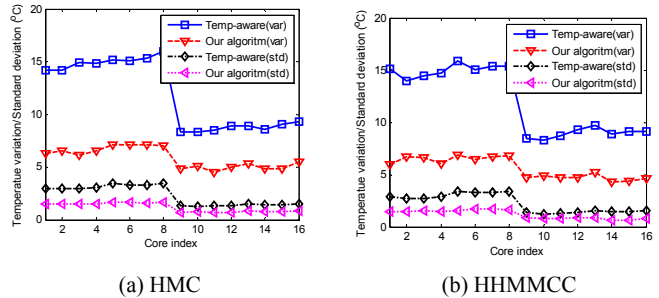 Temperatue variation/Standard deviation (°C)
20
15
10
5
0
2 4 6 8 10 12 14 16
Core index
Temp-aware(var)
Our algoritm(var)
Temp-aware(std)
Our algoritm(std)
(a) HMC
Temperatue variation/Standard deviation (°C)
20
15
10
5
0
2 4 6 8 10 12 14 16
Core index
Temp-aware(var)
Our algoritm(var)
Temp-aware(std)
Our algoritm(std)
(b) HHMMCC